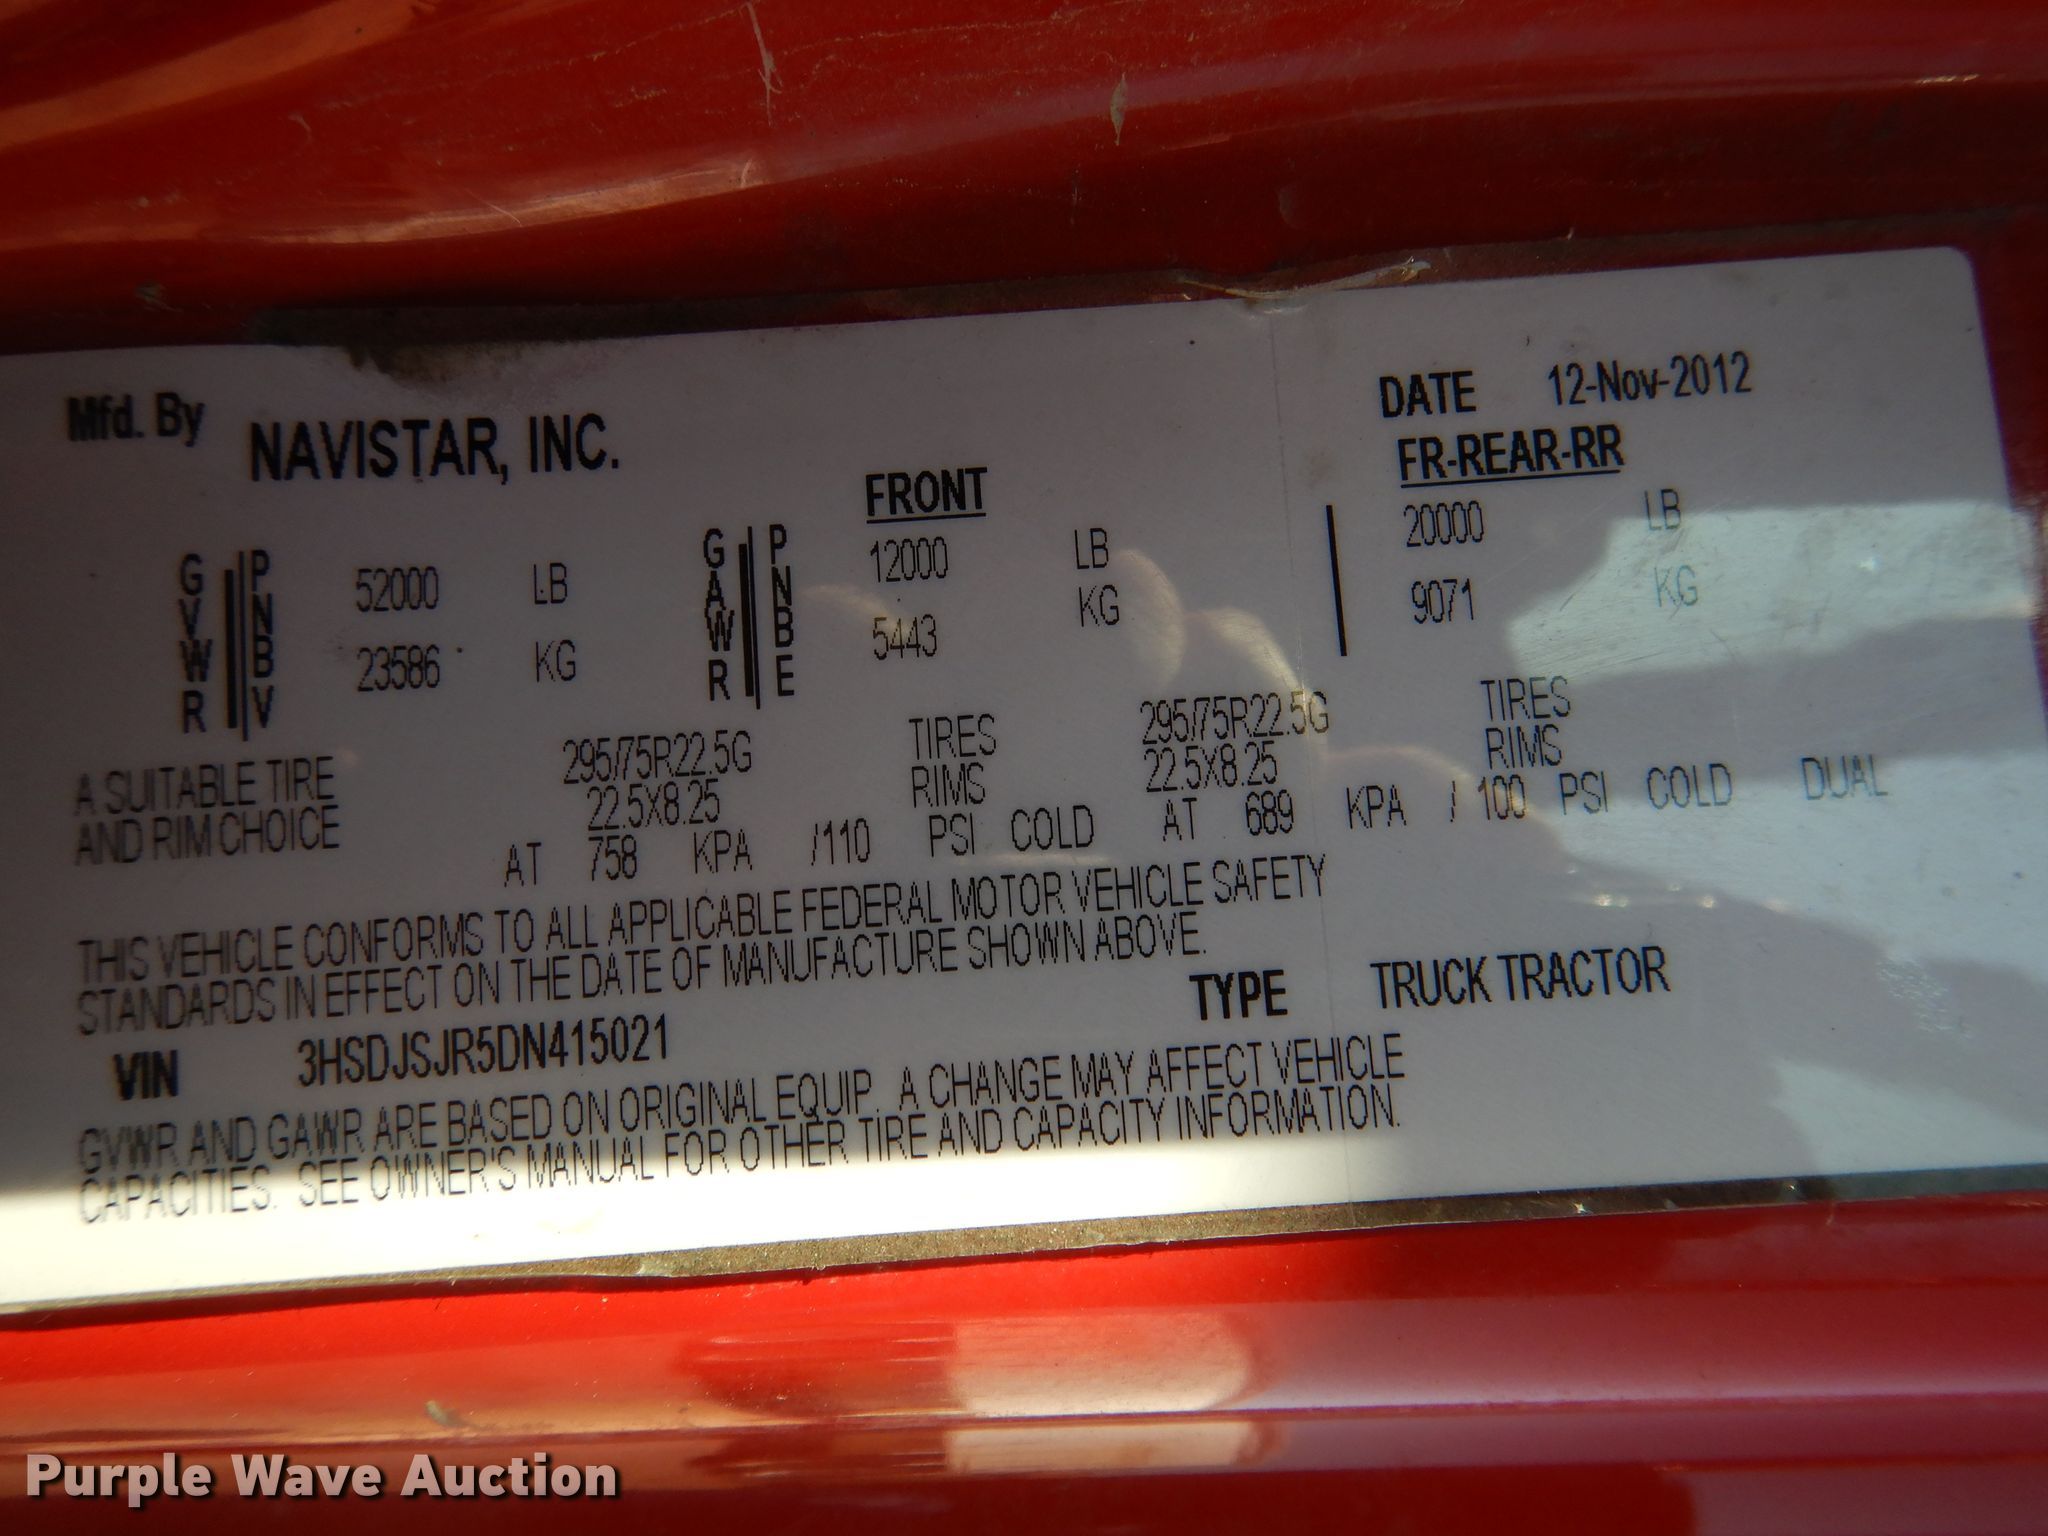 Mfd. By NAVISTAR, INC. DATE 12-Nov-2012
FRONT FR-REAR-RR
GVWR PNBV 52000 LB GAWR PNBE 12000 LB 20000 LB
23586 KG 5443 KG 9071 KG
A SUITABLE TIRE 295/75R22.5G TIRES 295/75R22.5G TIRES
AND RIM CHOICE 22.5X8.25 RIMS 22.5X8.25 RIMS
AT 758 KPA /110 PSI COLD AT 689 KPA / 100 PSI COLD DUAL
THIS VEHICLE CONFORMS TO ALL APPLICABLE FEDERAL MOTOR VEHICLE SAFETY
STANDARDS IN EFFECT ON THE DATE OF MANUFACTURE SHOWN ABOVE.
VIN 3HSDJSJR5DN415021 TYPE TRUCK TRACTOR
GVWR AND GAWR ARE BASED ON ORIGINAL EQUIP. A CHANGE MAY AFFECT VEHICLE
CAPACITIES. SEE OWNER'S MANUAL FOR OTHER TIRE AND CAPACITY INFORMATION.
Purple Wave Auction